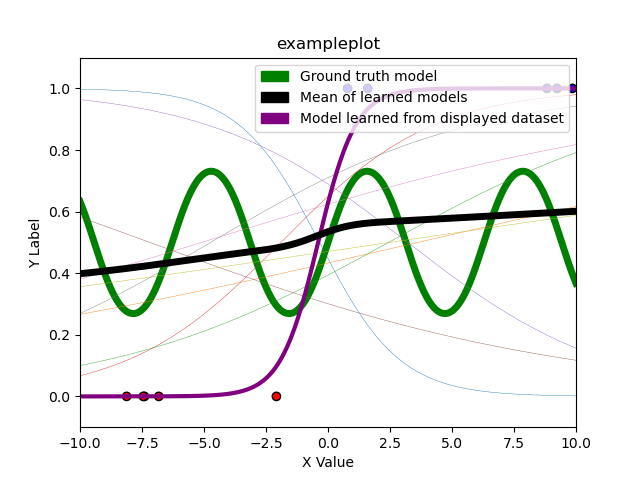 exampleplot
Ground truth model
Mean of learned models
Model learned from displayed dataset
Y Label
1.0
0.8
0.6
0.4
0.2
0.0
−10.0 −7.5 −5.0 −2.5 0.0 2.5 5.0 7.5 10.0
X Value